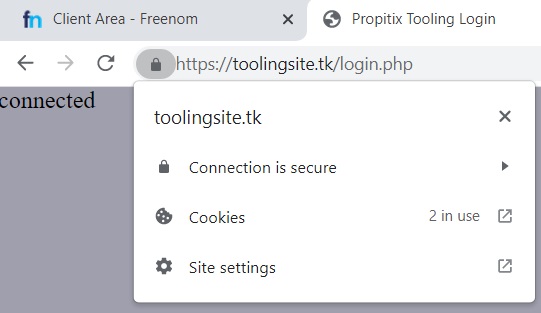 fn Client Area - Freenom
Propitix Tooling Login
https://toolingsite.tk/login.php
connected
toolingsite.tk
Connection is secure
Cookies 2 in use
Site settings